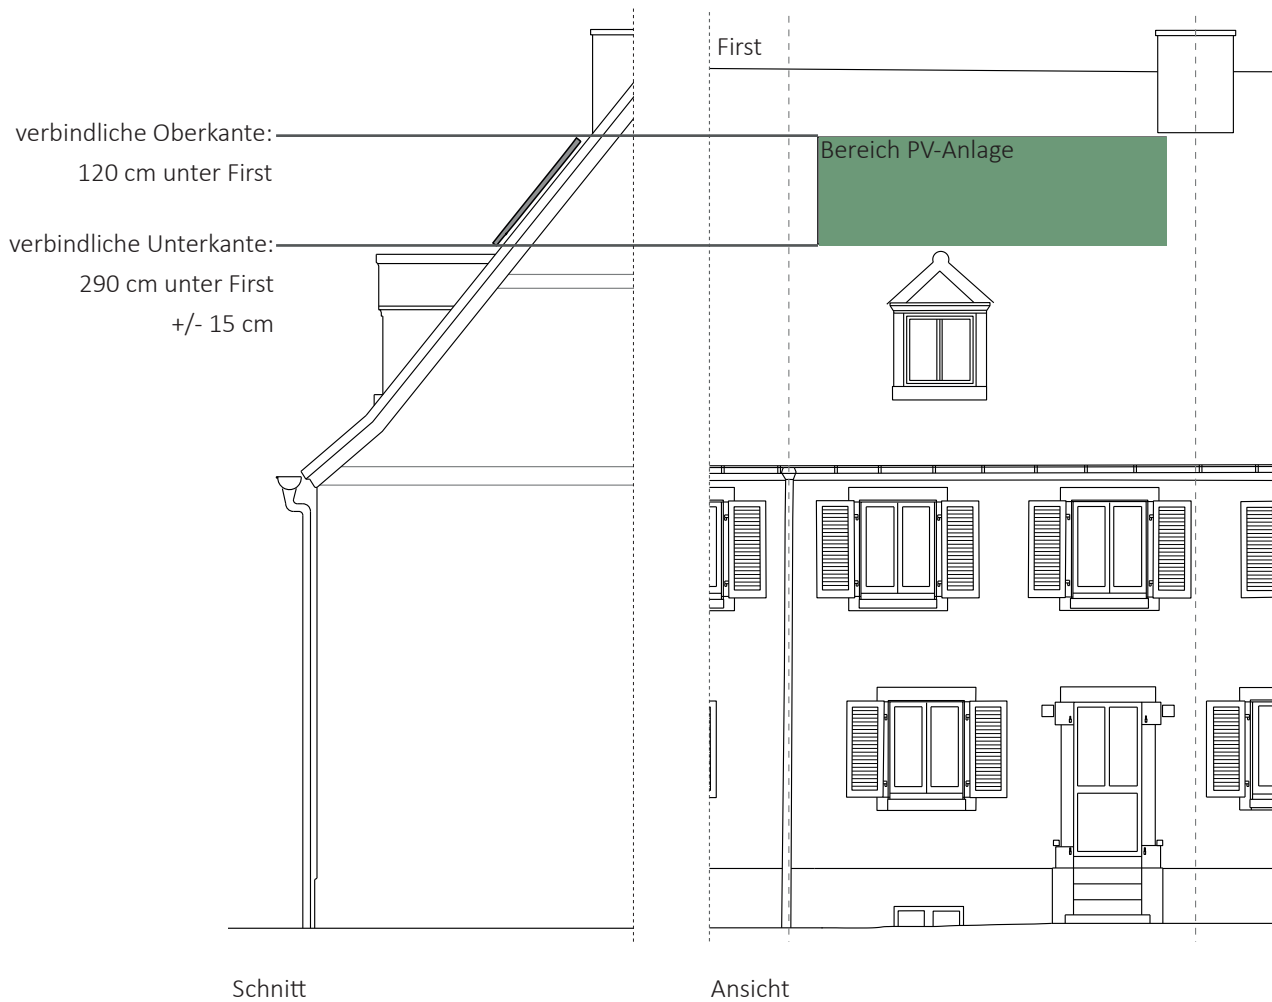 First
verbindliche Oberkante:
120 cm unter First
Bereich PV-Anlage
verbindliche Unterkante:
290 cm unter First
+/- 15 cm
Schnitt
Ansicht